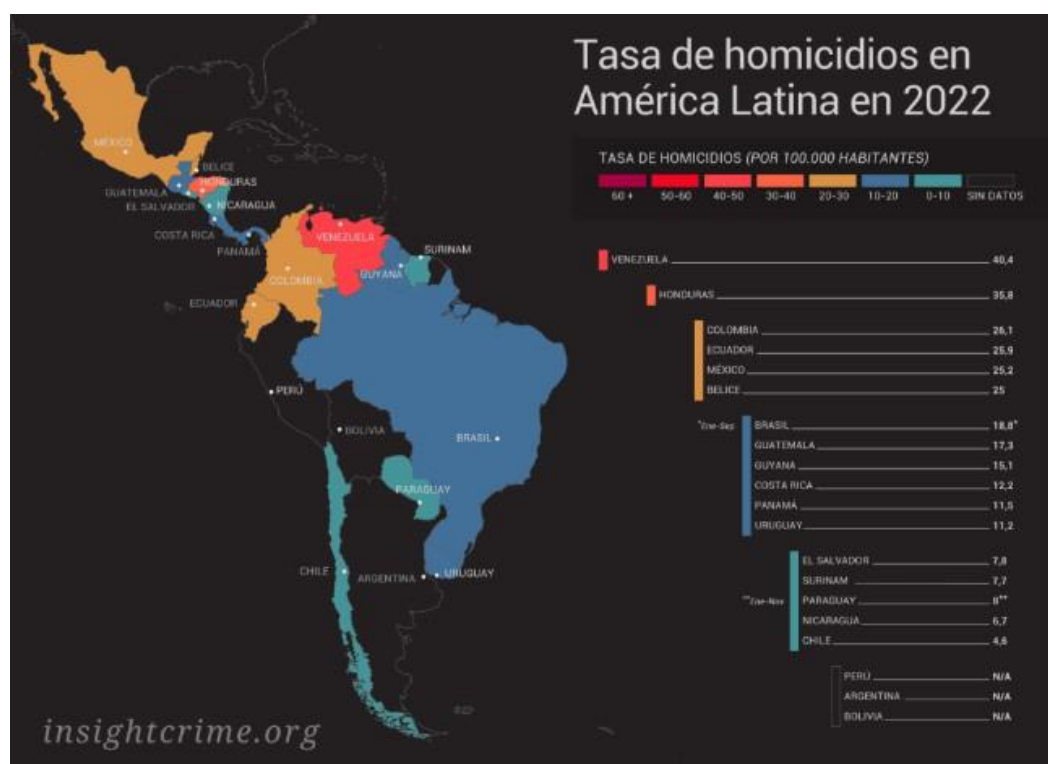 Tasa de homicidios en
América Latina en 2022
TASA DE HOMICIDIOS (POR 100.000 HABITANTES)
60 + 50-60 40-50 30-40 20-30 10-20 0-10 SIN DATOS
MÉXICO
BELICE
HONDURAS
GUATEMALA
EL SALVADOR
NICARAGUA
COSTA RICA
PANAMÁ
VENEZUELA
SURINAM
GUYANA
COLOMBIA
ECUADOR
PERÚ
BOLIVIA
BRASIL
PARAGUAY
CHILE
ARGENTINA
URUGUAY
VENEZUELA 40,4
HONDURAS 35,8
COLOMBIA 26,1
ECUADOR 25,9
MÉXICO 25,2
BELICE 25
*Ene-Sep BRASIL 18,8*
GUATEMALA 17,3
GUYANA 15,1
COSTA RICA 12,2
PANAMÁ 11,5
URUGUAY 11,2
EL SALVADOR 7,8
SURINAM 7,7
**Ene-Nov PARAGUAY 8**
NICARAGUA 6,7
CHILE 4,6
PERÚ N/A
ARGENTINA N/A
BOLIVIA N/A
insightcrime.org